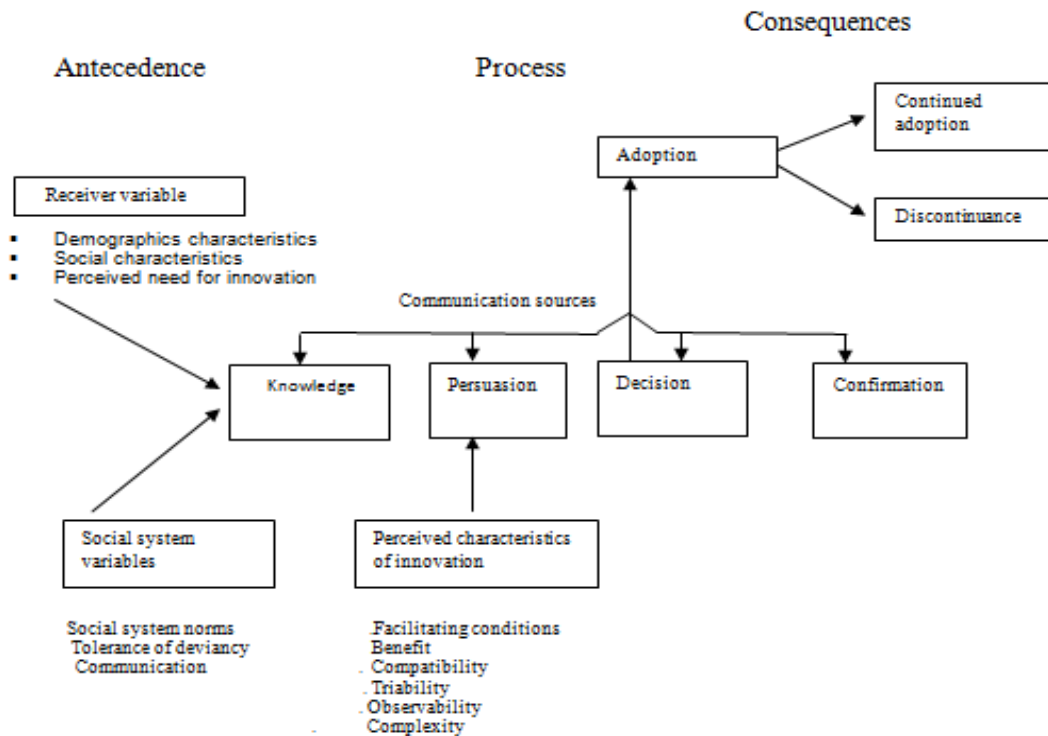 Consequences
Antecedence
Process
Continued
adoption
Adoption
Receiver variable
Discontinuance
▪ Demographics characteristics
▪ Social characteristics
▪ Perceived need for innovation
Communication sources
Knowledge
Persuasion
Decision
Confirmation
Social system
variables
Perceived characteristics
of innovation
Social system norms
Tolerance of deviancy
Communication
.Facilitating conditions
Benefit
. Compatibility
. Triability
. Observability
. Complexity